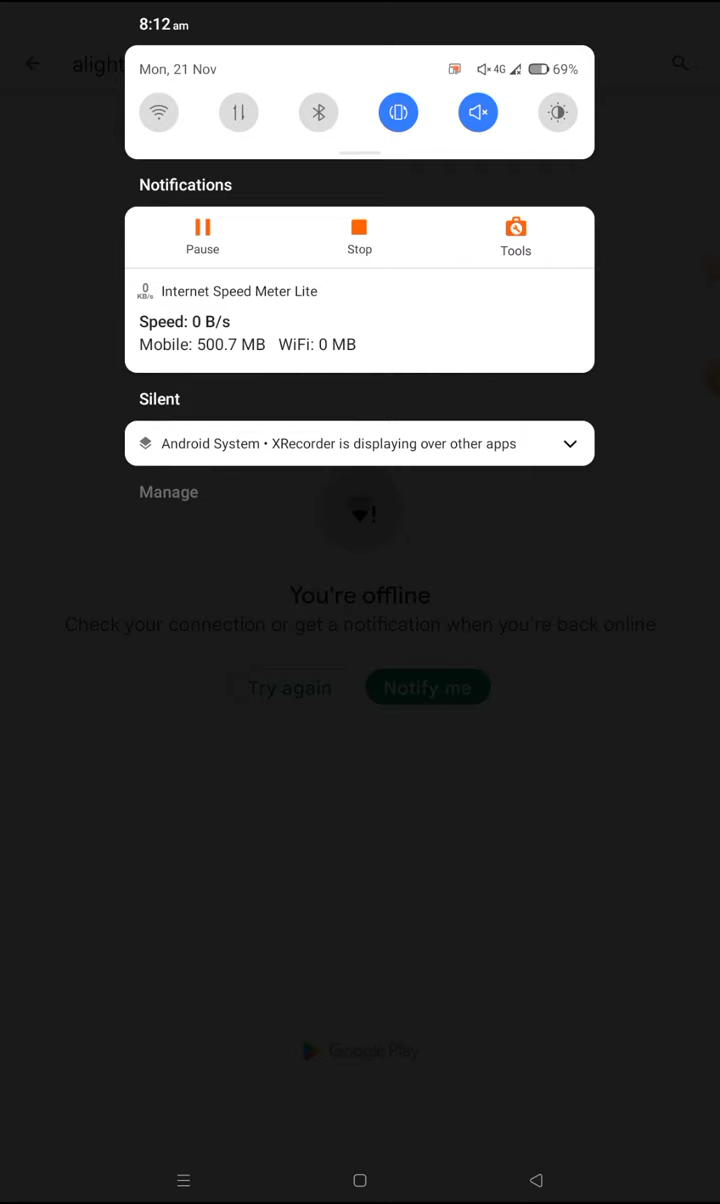 8:12 am
alight
Mon, 21 Nov
4G 69%
Notifications
Pause Stop Tools
0 KB/s Internet Speed Meter Lite
Speed: 0 B/s
Mobile: 500.7 MB WiFi: 0 MB
Silent
Android System • XRecorder is displaying over other apps
Manage
You're offline
Check your connection or get a notification when you're back online
Try again Notify me
Google Play